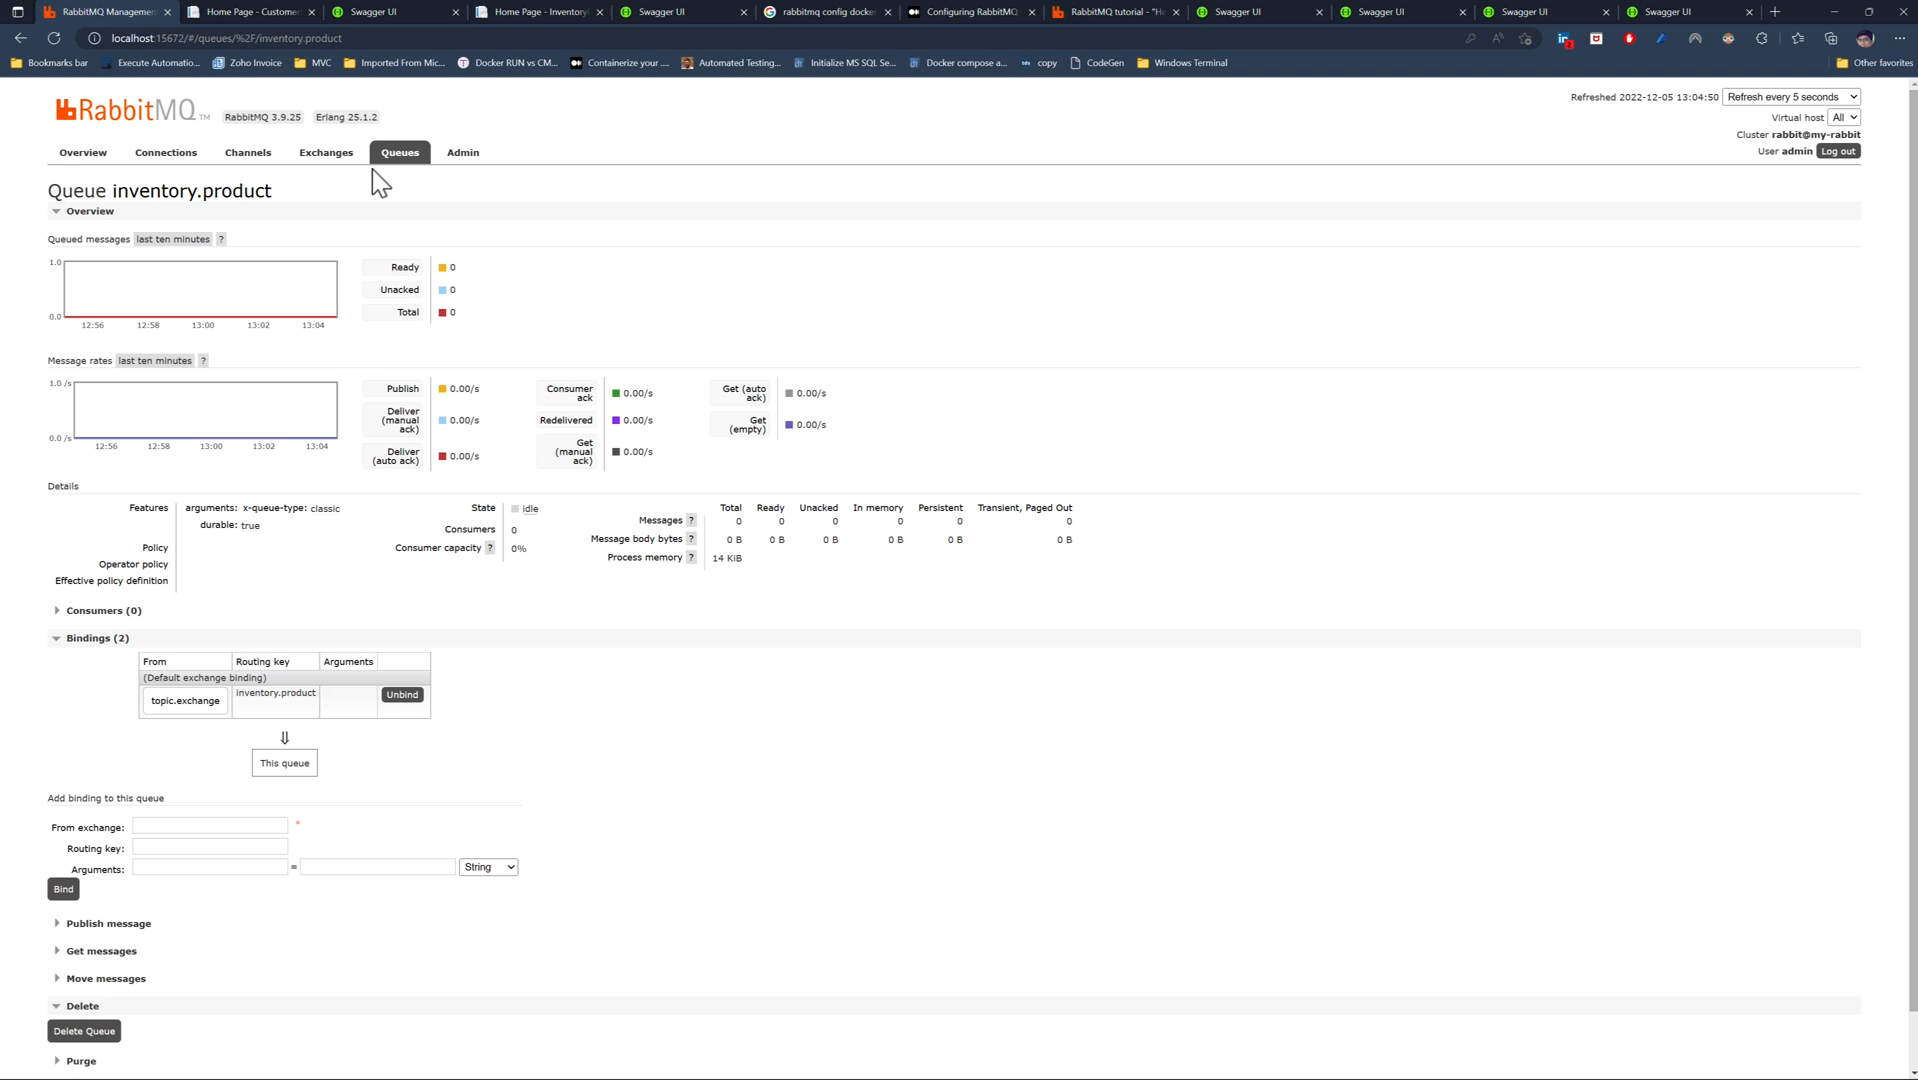 RabbitMQ Managemen
Home Page - Customer
Swagger UI
Home Page - Inventory
Swagger UI
rabbitmq config docker
Configuring RabbitMQ
RabbitMQ tutorial - "He
Swagger UI
Swagger UI
Swagger UI
Swagger UI
localhost:15672/#/queues/%2F/inventory.product
Bookmarks bar
Execute Automatio...
Zoho Invoice
MVC
Imported From Mic...
Docker RUN vs CM...
Containerize your ....
Automated Testing...
Initialize MS SQL Se...
Docker compose a...
copy
CodeGen
Windows Terminal
Other favorites
RabbitMQ TM
RabbitMQ 3.9.25
Erlang 25.1.2
Refreshed 2022-12-05 13:04:50 Refresh every 5 seconds
Virtual host All
Cluster rabbit@my-rabbit
User admin Log out
Overview
Connections
Channels
Exchanges
Queues
Admin
Queue inventory.product
Overview
Queued messages last ten minutes ?
1.0
0.0
12:56 12:58 13:00 13:02 13:04
Ready 0
Unacked 0
Total 0
Message rates last ten minutes ?
1.0 /s
0.0 /s
12:56 12:58 13:00 13:02 13:04
Publish 0.00/s
Deliver (manual ack) 0.00/s
Deliver (auto ack) 0.00/s
Consumer ack 0.00/s
Redelivered 0.00/s
Get (manual ack) 0.00/s
Get (auto ack) 0.00/s
Get (empty) 0.00/s
Details
Features arguments: x-queue-type: classic
durable: true
Policy
Operator policy
Effective policy definition
State idle
Consumers 0
Consumer capacity ? 0%
Total Ready Unacked In memory Persistent Transient, Paged Out
Messages ? 0 0 0 0 0 0
Message body bytes ? 0 B 0 B 0 B 0 B 0 B 0 B
Process memory ? 14 KiB
Consumers (0)
Bindings (2)
From Routing key Arguments
(Default exchange binding)
topic.exchange inventory.product Unbind
⇓
This queue
Add binding to this queue
From exchange: *
Routing key:
Arguments: = String
Bind
Publish message
Get messages
Move messages
Delete
Delete Queue
Purge